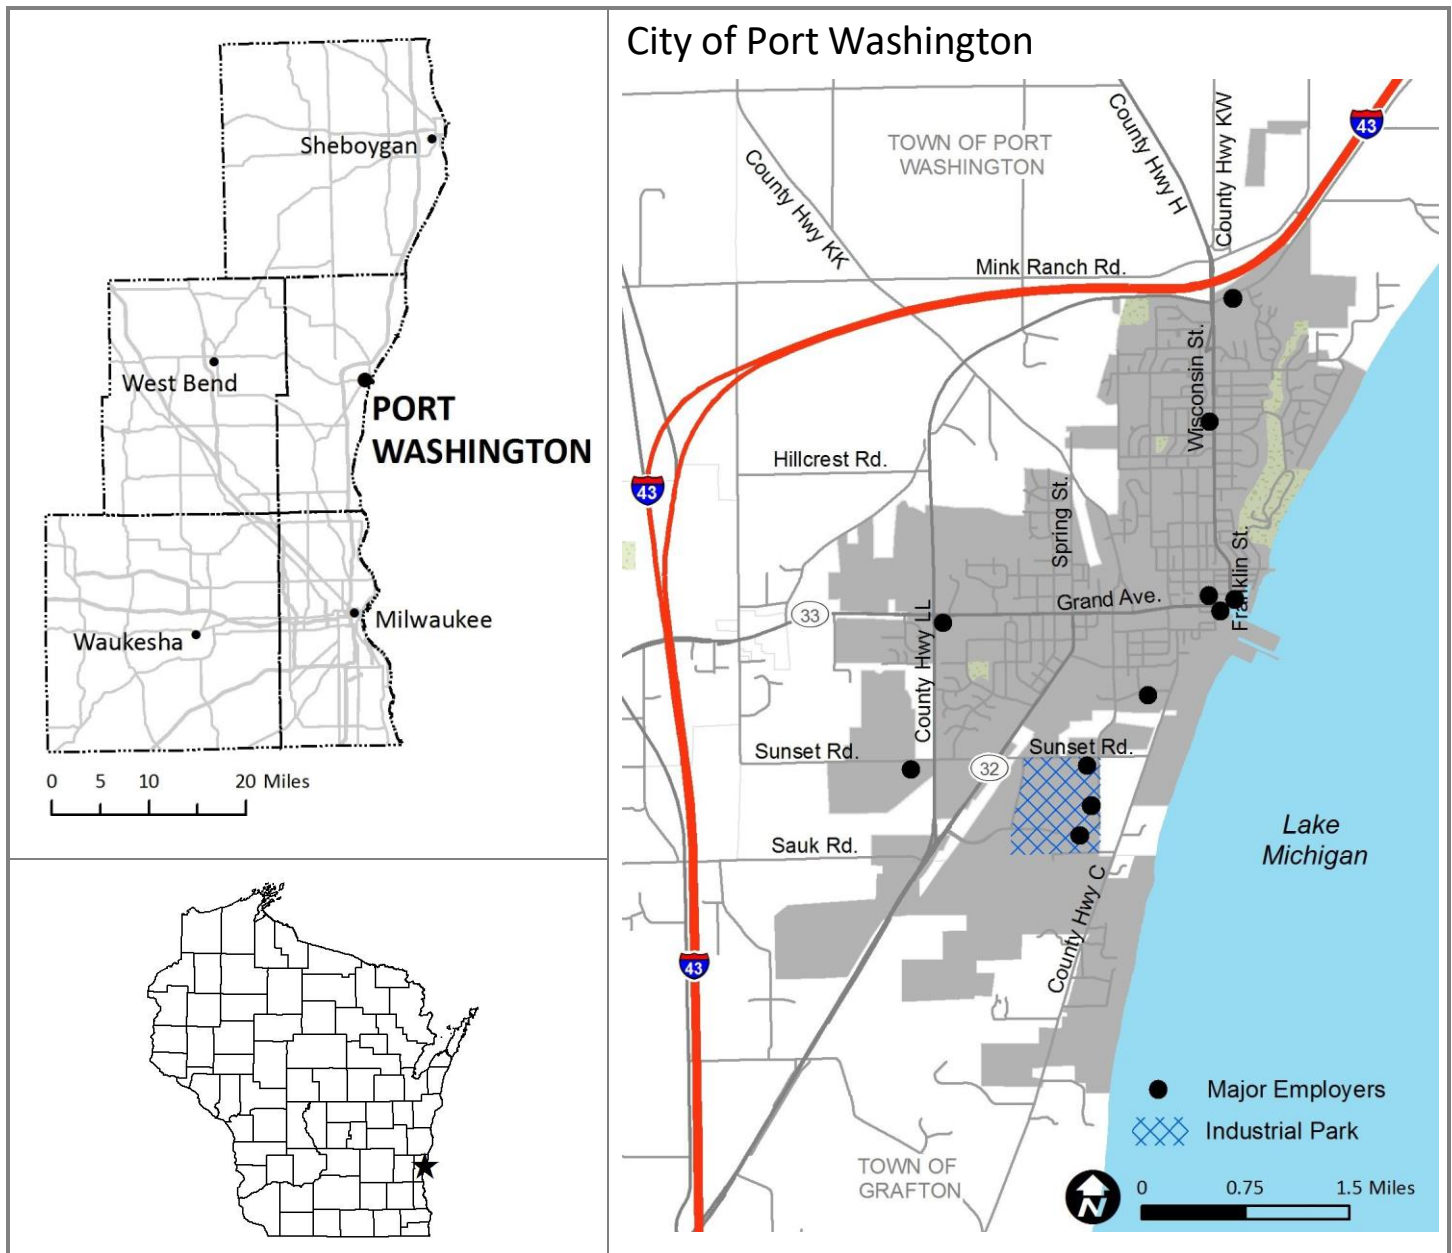 Sheboygan
West Bend
PORT
WASHINGTON
Milwaukee
Waukesha
0 5 10 20 Miles
City of Port Washington
43
TOWN OF PORT
WASHINGTON
County Hwy KK
County Hwy H
County Hwy KW
Mink Ranch Rd.
Wisconsin St.
Hillcrest Rd.
43
Spring St.
Franklin St.
Grand Ave.
33
County Hwy LL
Sunset Rd.
32
Sunset Rd.
Sauk Rd.
Lake
Michigan
County Hwy C
43
Major Employers
Industrial Park
TOWN OF
GRAFTON
N
0 0.75 1.5 Miles